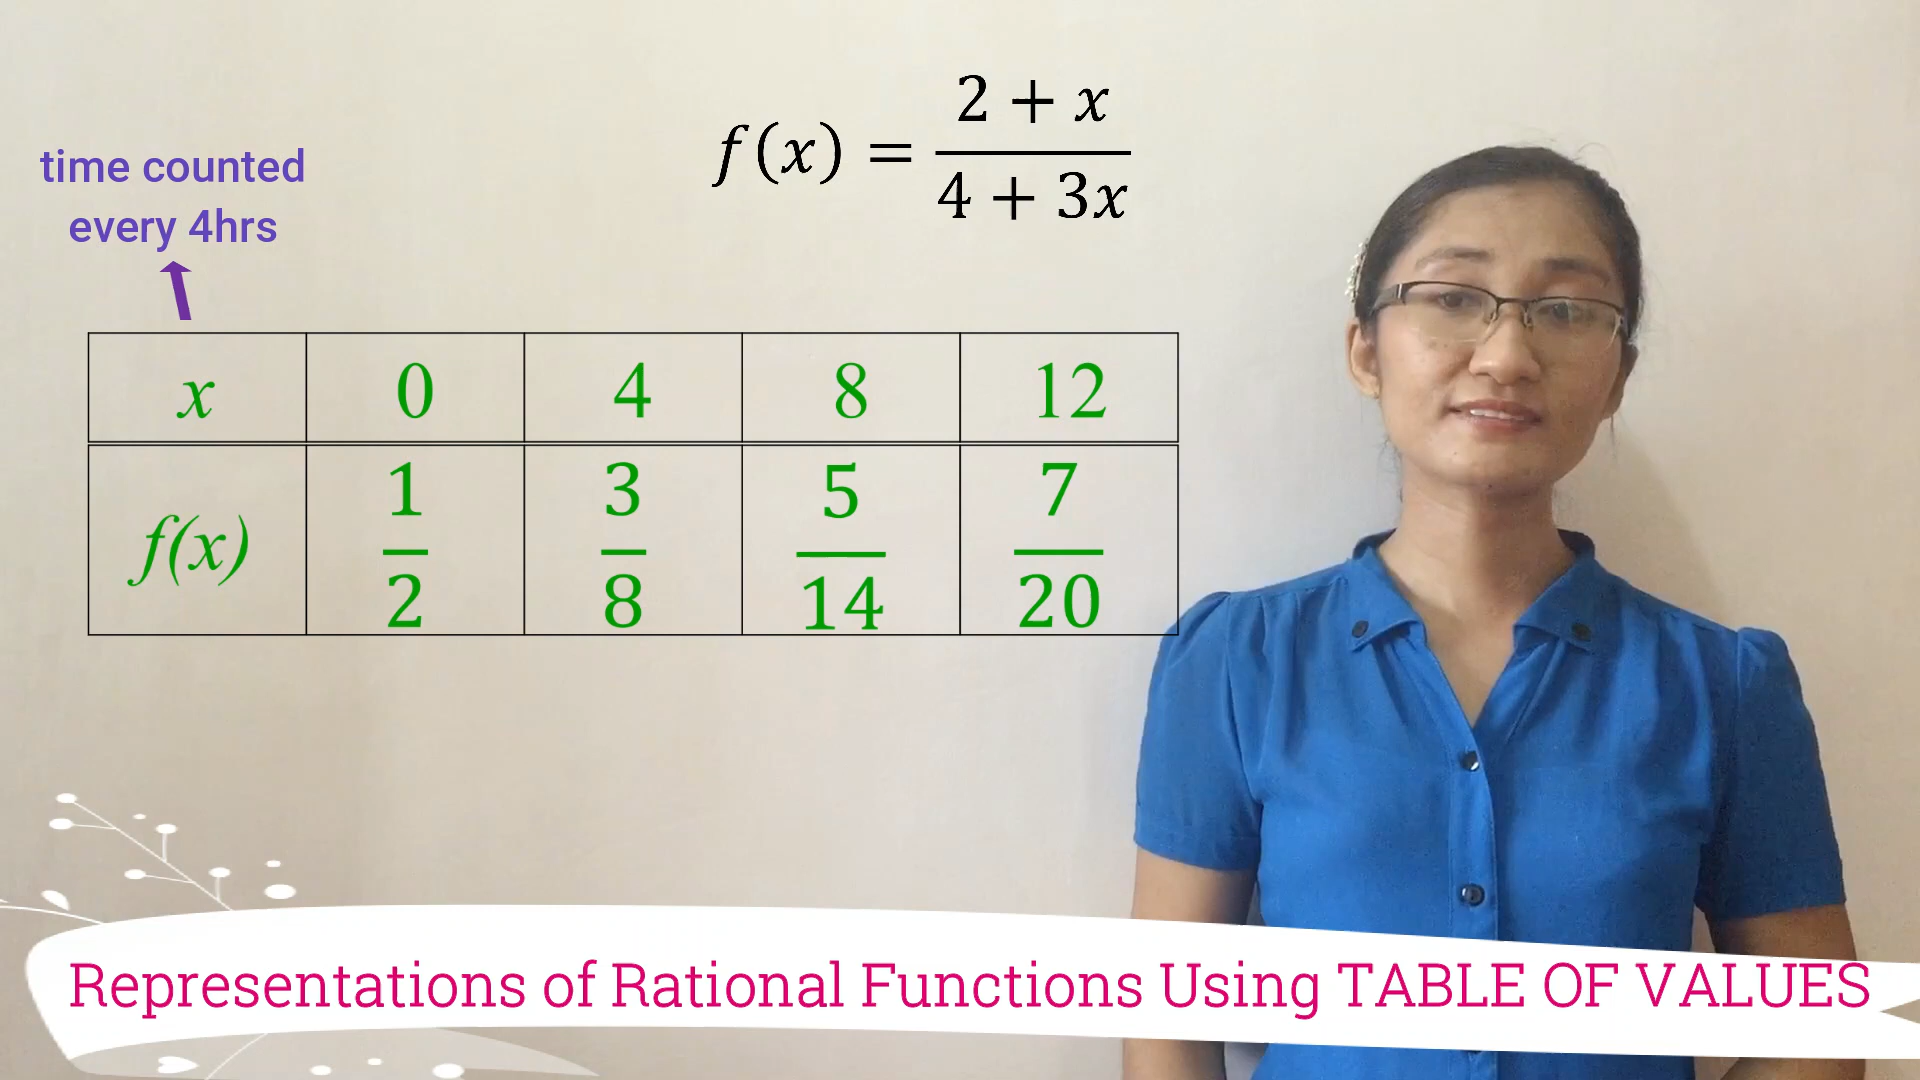 f(x) = (2 + x)/(4 + 3x)
time counted
every 4hrs
x 0 4 8 12
f(x) 1/2 3/8 5/14 7/20
Representations of Rational Functions Using TABLE OF VALUES